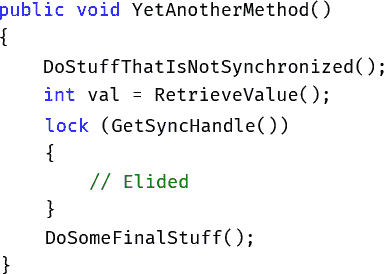 public void YetAnotherMethod()
{
    DoStuffThatIsNotSynchronized();
    int val = RetrieveValue();
    lock (GetSyncHandle())
    {
        // Elided
    }
    DoSomeFinalStuff();
}